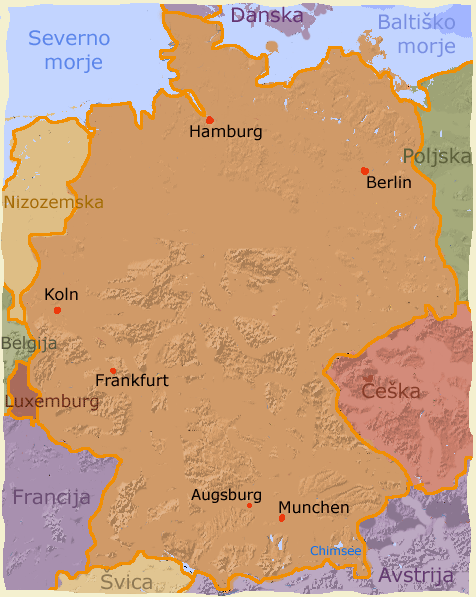 Danska
Baltiško
morje
Severno
morje
Hamburg
Poljska
Berlin
Nizozemska
Koln
Belgija
Frankfurt
Češka
Luxemburg
Francija
Augsburg
Munchen
Chimsee
Avstrija
Svica